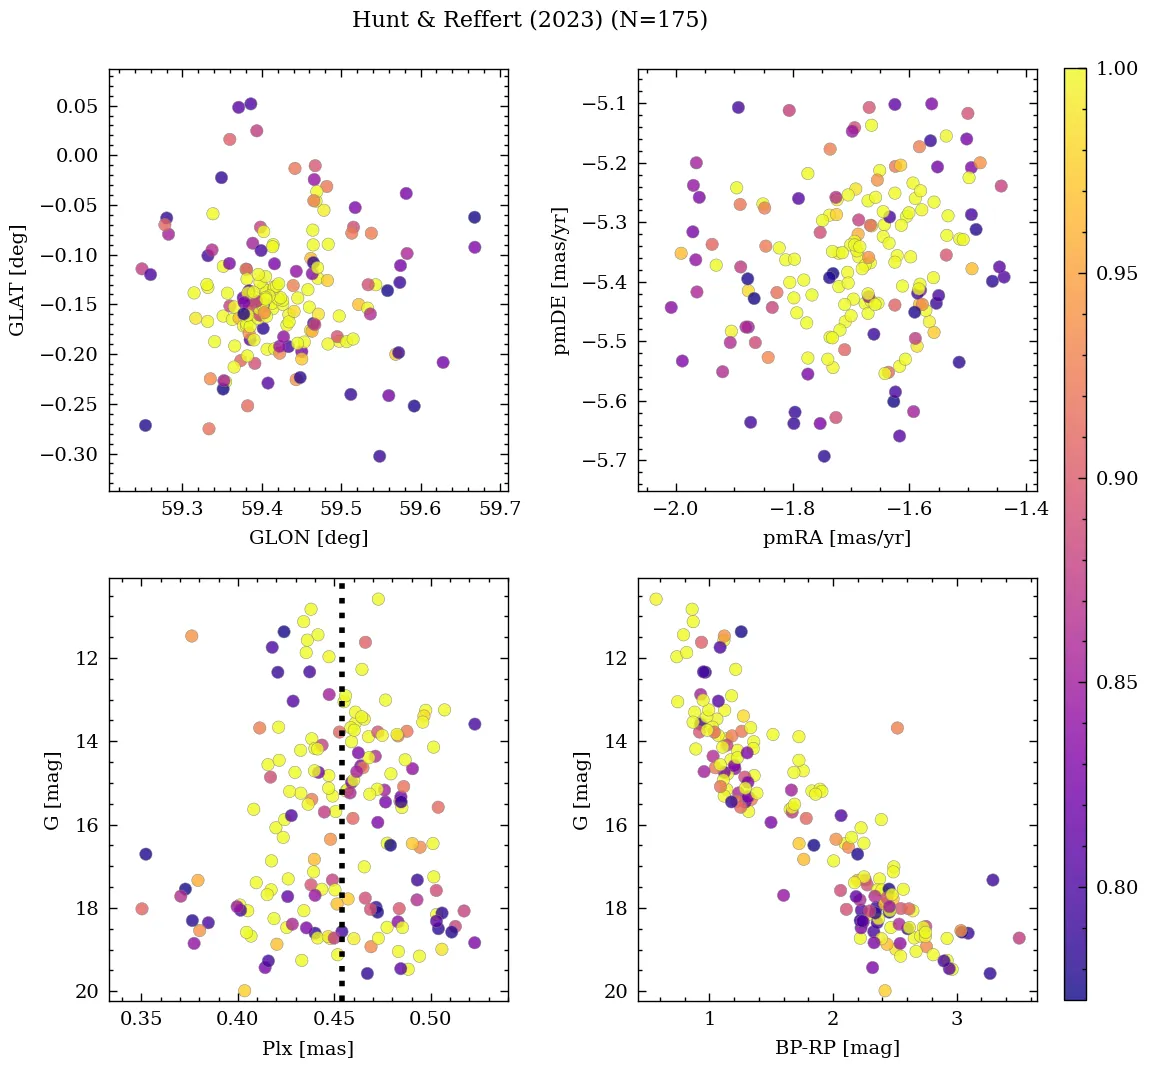 Hunt & Reffert (2023) (N=175)
0.05
0.00
−0.05
−0.10
−0.15
−0.20
−0.25
−0.30
GLAT [deg]
59.3 59.4 59.5 59.6 59.7
GLON [deg]
−5.1
−5.2
−5.3
−5.4
−5.5
−5.6
−5.7
pmDE [mas/yr]
−2.0 −1.8 −1.6 −1.4
pmRA [mas/yr]
12
14
16
18
20
G [mag]
0.35 0.40 0.45 0.50
Plx [mas]
12
14
16
18
20
G [mag]
1 2 3
BP-RP [mag]
1.00
0.95
0.90
0.85
0.80